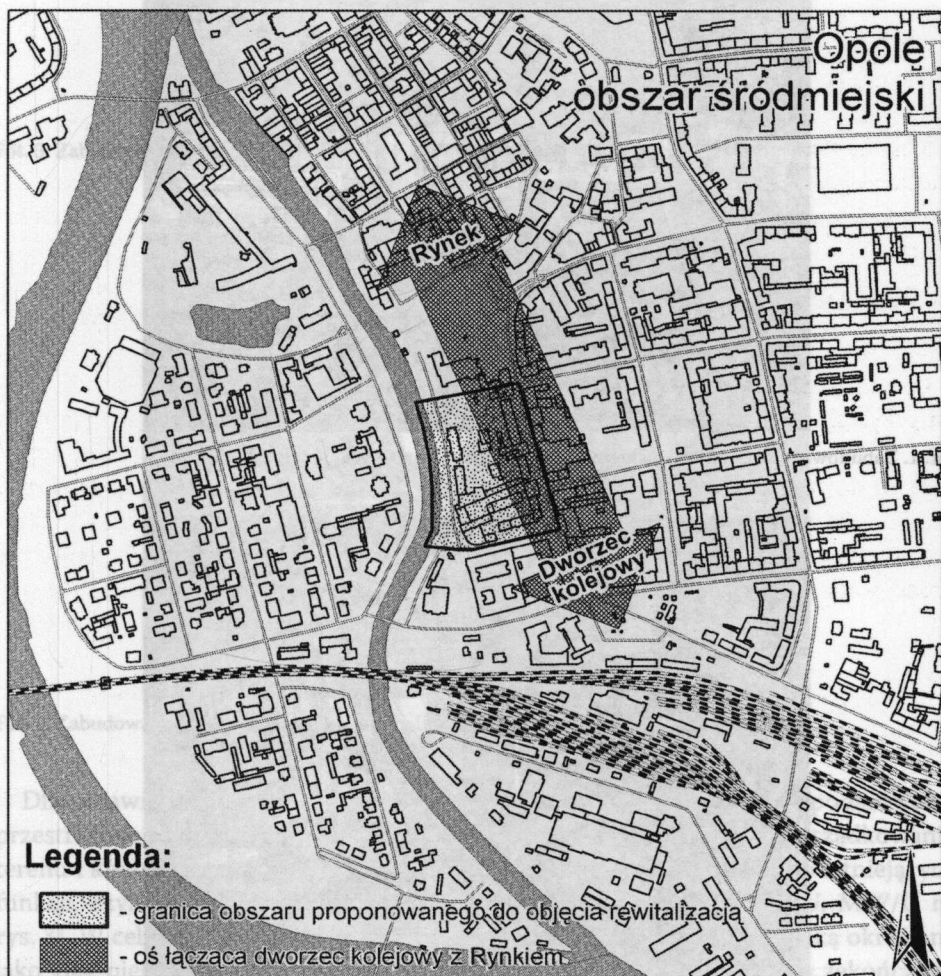 Opole
obszar śródmiejski
Rynek
Dworzec
kolejowy
Legenda:
- granica obszaru proponowanego do objęcia rewitalizacją
- oś łącząca dworzec kolejowy z Rynkiem